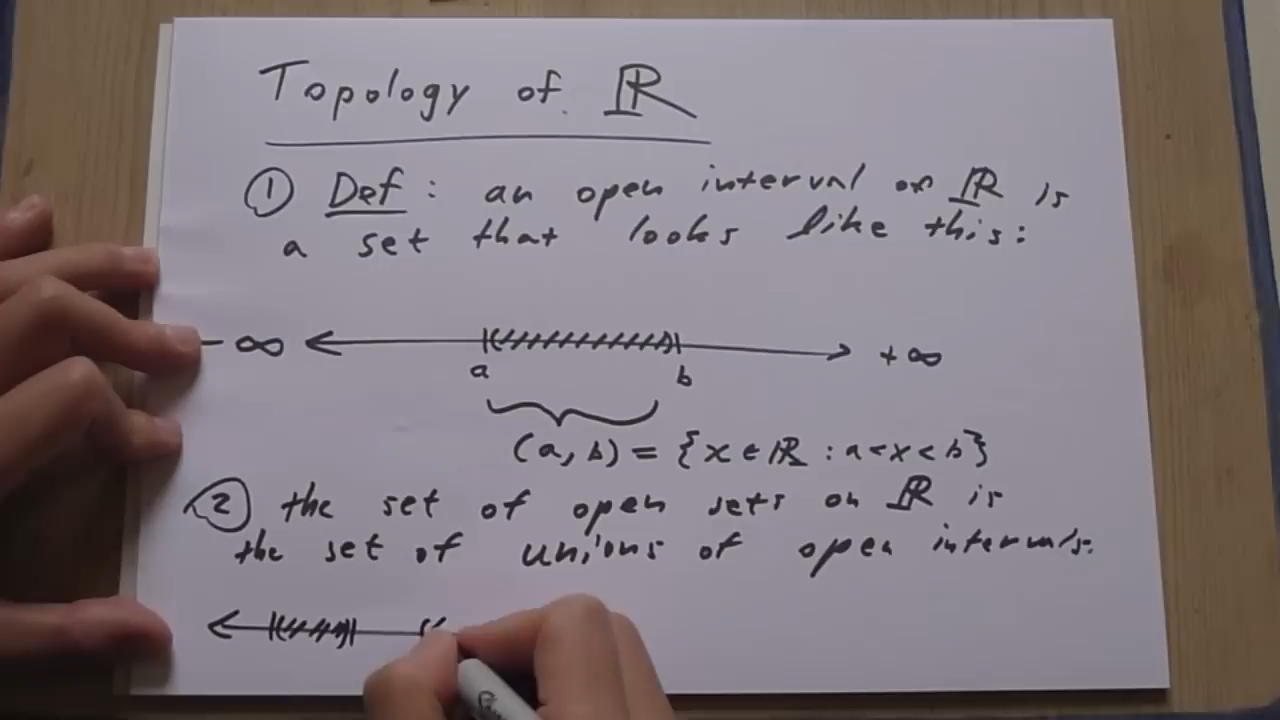 Topology of ℝ
① Def: an open interval on ℝ is
a set that looks like this:
-∞ +∞
a b
(a, b) = {x ∈ ℝ : a < x < b}
② the set of open sets on ℝ is
the set of unions of open intervals.